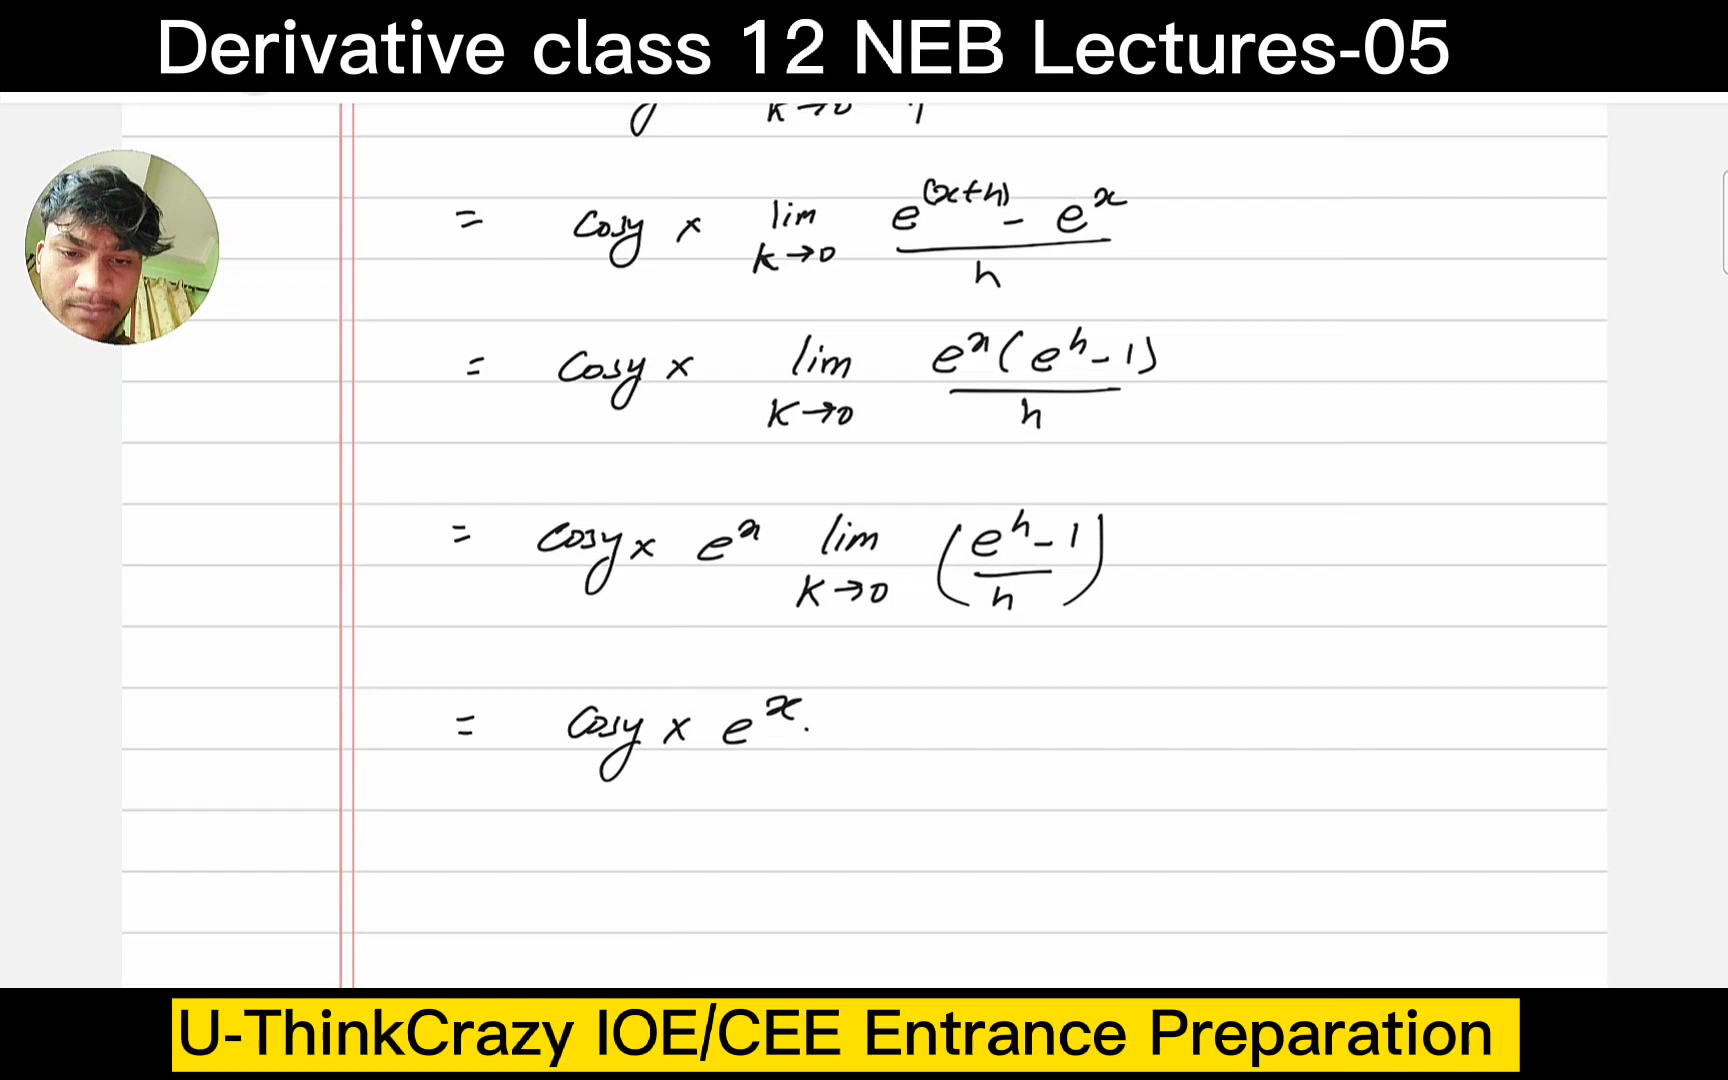 Derivative class 12 NEB Lectures-05
y k→0
= Cosy × lim k→0 e^(x+h) - e^x / h
= Cosy × lim k→0 e^x(e^h-1) / h
= Cosy × e^x lim k→0 (e^h-1 / h)
= Cosy × e^x.
U-ThinkCrazy IOE/CEE Entrance Preparation